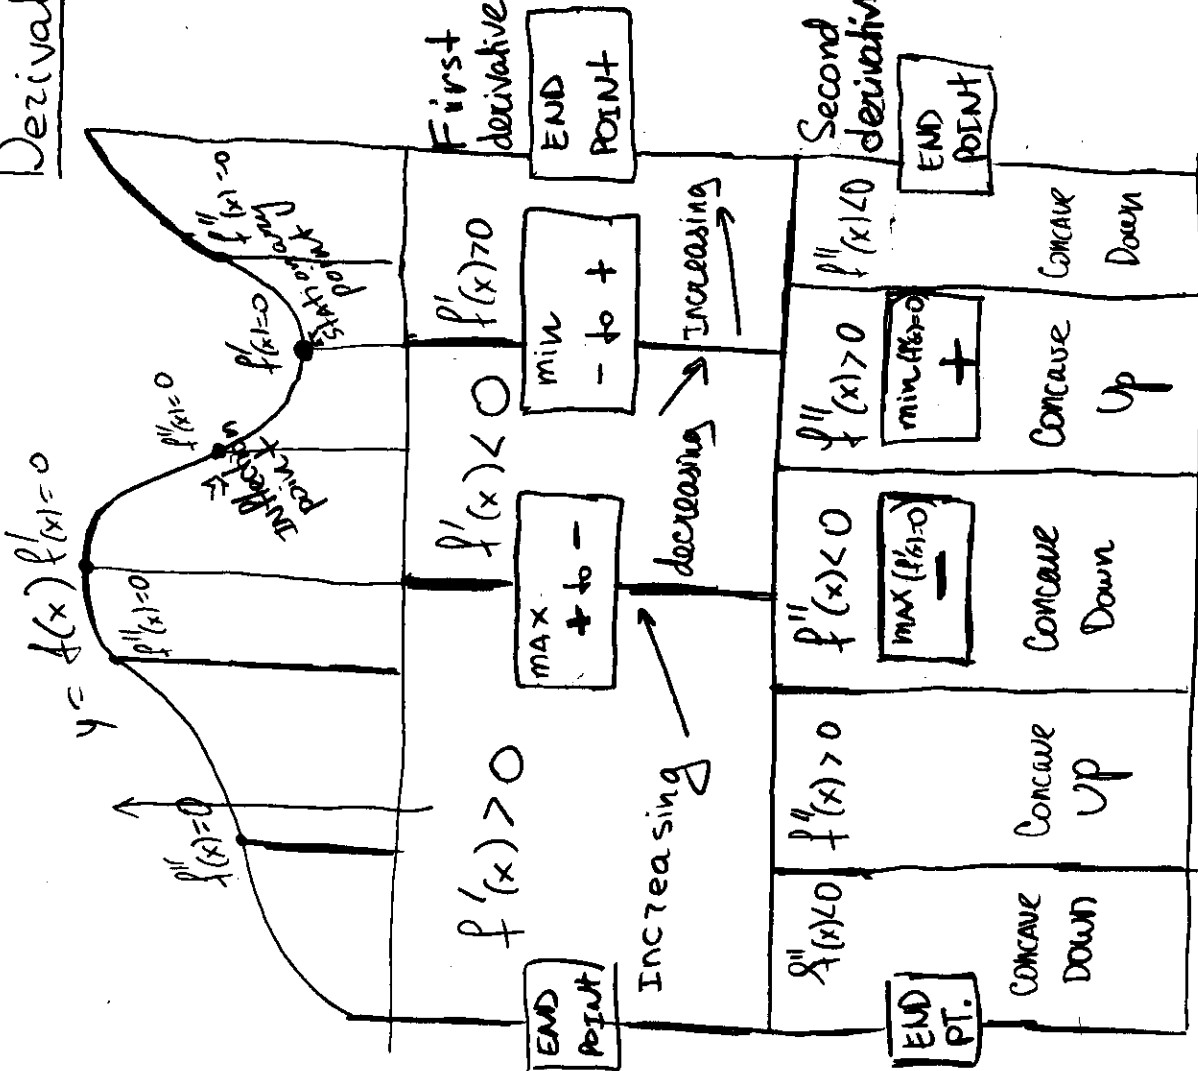 Derivat
y = f(x)
f'(x)=0
f''(x)=0
f''(x)=0
f''(x)=0
Inflection
point
f'(x)=0
Stationary
point
f''(x)=0
First
derivative
f'(x)>0
f'(x)<0
f'(x)>0
END
POINT
MAX
+ to -
min
- to +
END
POINT
Increasing
decreasing
Increasing
Second
derivativ
f''(x)<0
f''(x)>0
f''(x)<0
f''(x)>0
f''(x)<0
END
PT.
MAX (f'(x)=0)
-
min (f'(x)=0)
+
END
POINT
CONCAVE
DOWN
Concave
UP
Concave
Down
Concave
Up
CONCAVE
Down